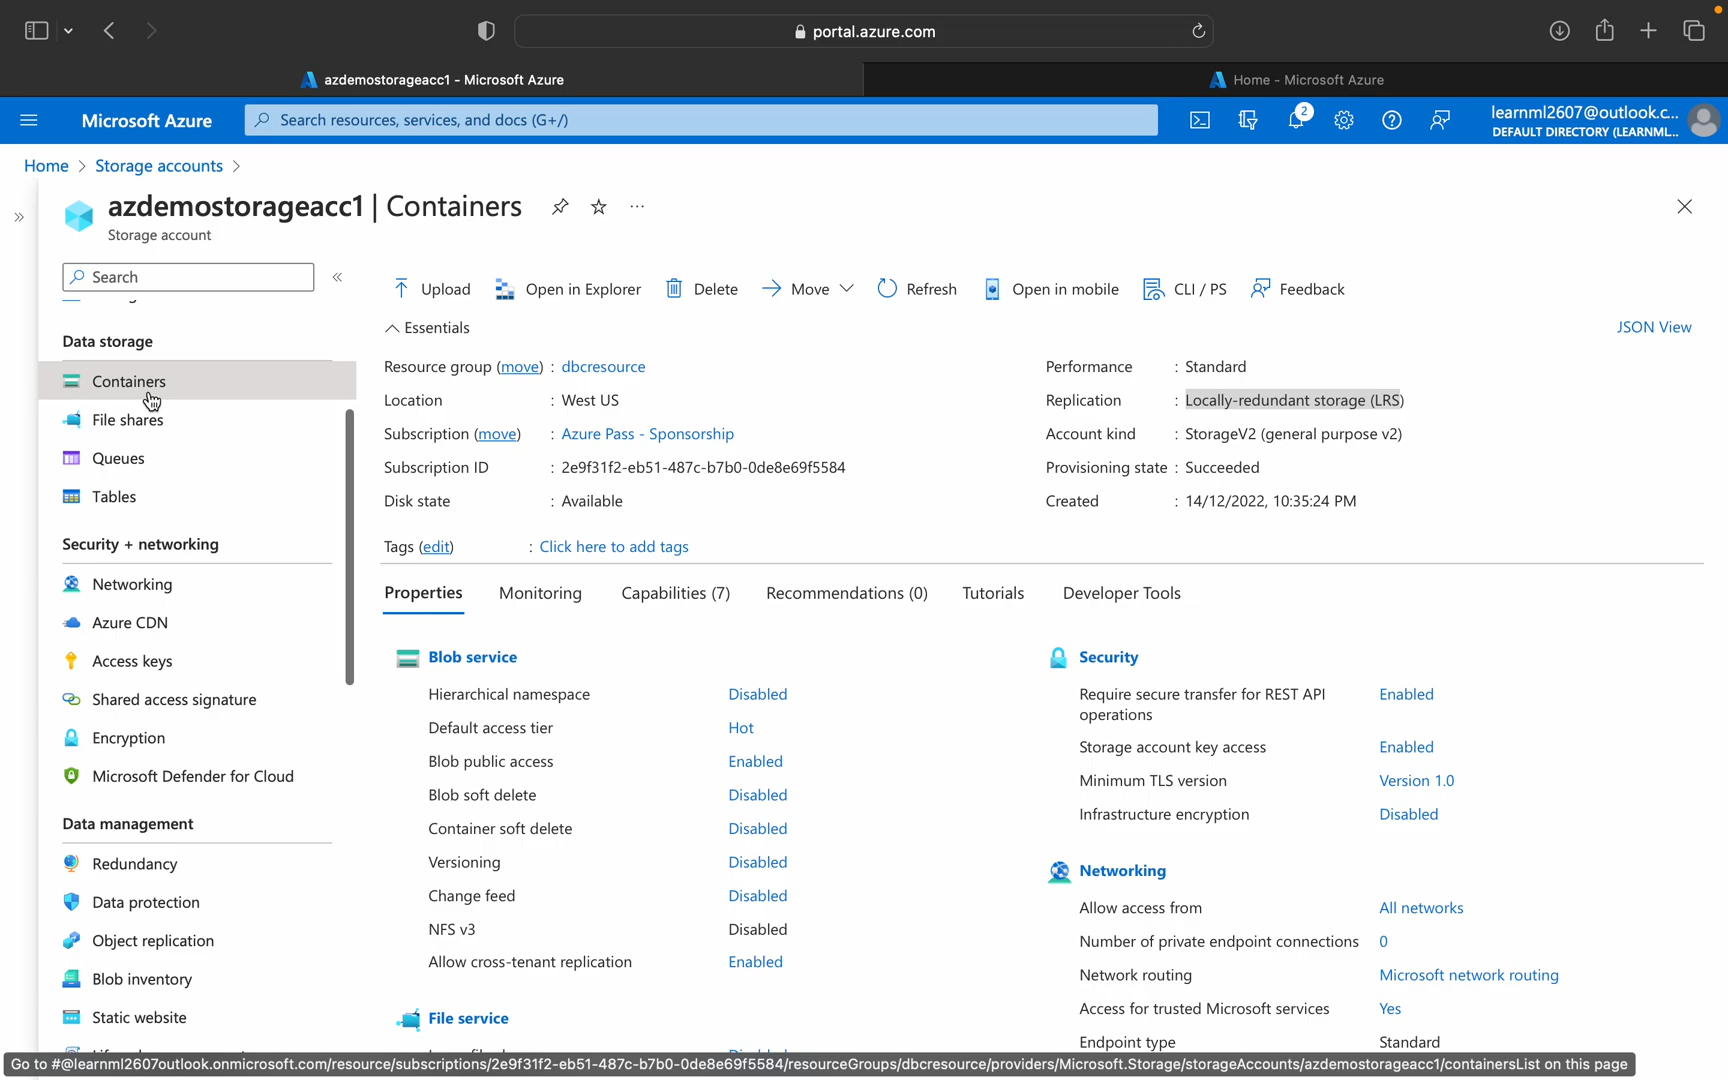 portal.azure.com
azdemostorageacc1 - Microsoft Azure
Home - Microsoft Azure
Microsoft Azure
Search resources, services, and docs (G+/)
2
learnml2607@outlook.c...
DEFAULT DIRECTORY (LEARNML...
Home > Storage accounts >
azdemostorageacc1 | Containers
Storage account
Search
Upload
Open in Explorer
Delete
Move
Refresh
Open in mobile
CLI / PS
Feedback
Essentials
JSON View
Data storage
Containers
File shares
Queues
Tables
Security + networking
Networking
Azure CDN
Access keys
Shared access signature
Encryption
Microsoft Defender for Cloud
Data management
Redundancy
Data protection
Object replication
Blob inventory
Static website
Resource group (move) : dbcresource
Location : West US
Subscription (move) : Azure Pass - Sponsorship
Subscription ID : 2e9f31f2-eb51-487c-b7b0-0de8e69f5584
Disk state : Available
Tags (edit) : Click here to add tags
Performance : Standard
Replication : Locally-redundant storage (LRS)
Account kind : StorageV2 (general purpose v2)
Provisioning state : Succeeded
Created : 14/12/2022, 10:35:24 PM
Properties
Monitoring
Capabilities (7)
Recommendations (0)
Tutorials
Developer Tools
Blob service
Hierarchical namespace Disabled
Default access tier Hot
Blob public access Enabled
Blob soft delete Disabled
Container soft delete Disabled
Versioning Disabled
Change feed Disabled
NFS v3 Disabled
Allow cross-tenant replication Enabled
File service
Security
Require secure transfer for REST API operations Enabled
Storage account key access Enabled
Minimum TLS version Version 1.0
Infrastructure encryption Disabled
Networking
Allow access from All networks
Number of private endpoint connections 0
Network routing Microsoft network routing
Access for trusted Microsoft services Yes
Endpoint type Standard
Go to #@learnml2607outlook.onmicrosoft.com/resource/subscriptions/2e9f31f2-eb51-487c-b7b0-0de8e69f5584/resourceGroups/dbcresource/providers/Microsoft.Storage/storageAccounts/azdemostorageacc1/containersList on this page